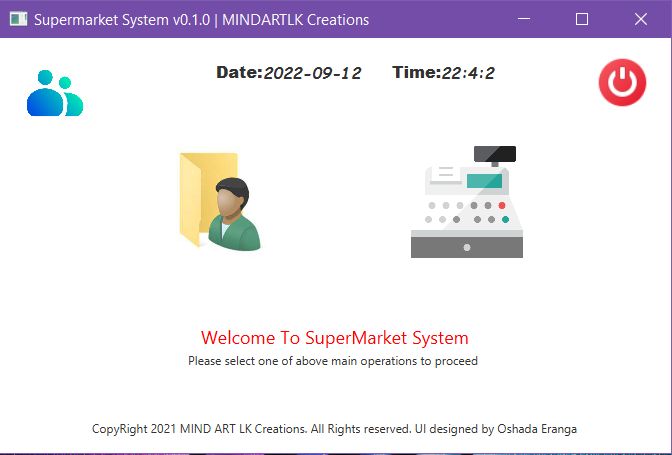 Supermarket System v0.1.0 | MINDARTLK Creations
Date:2022-09-12 Time:22:4:2
Welcome To SuperMarket System
Please select one of above main operations to proceed
CopyRight 2021 MIND ART LK Creations. All Rights reserved. UI designed by Oshada Eranga